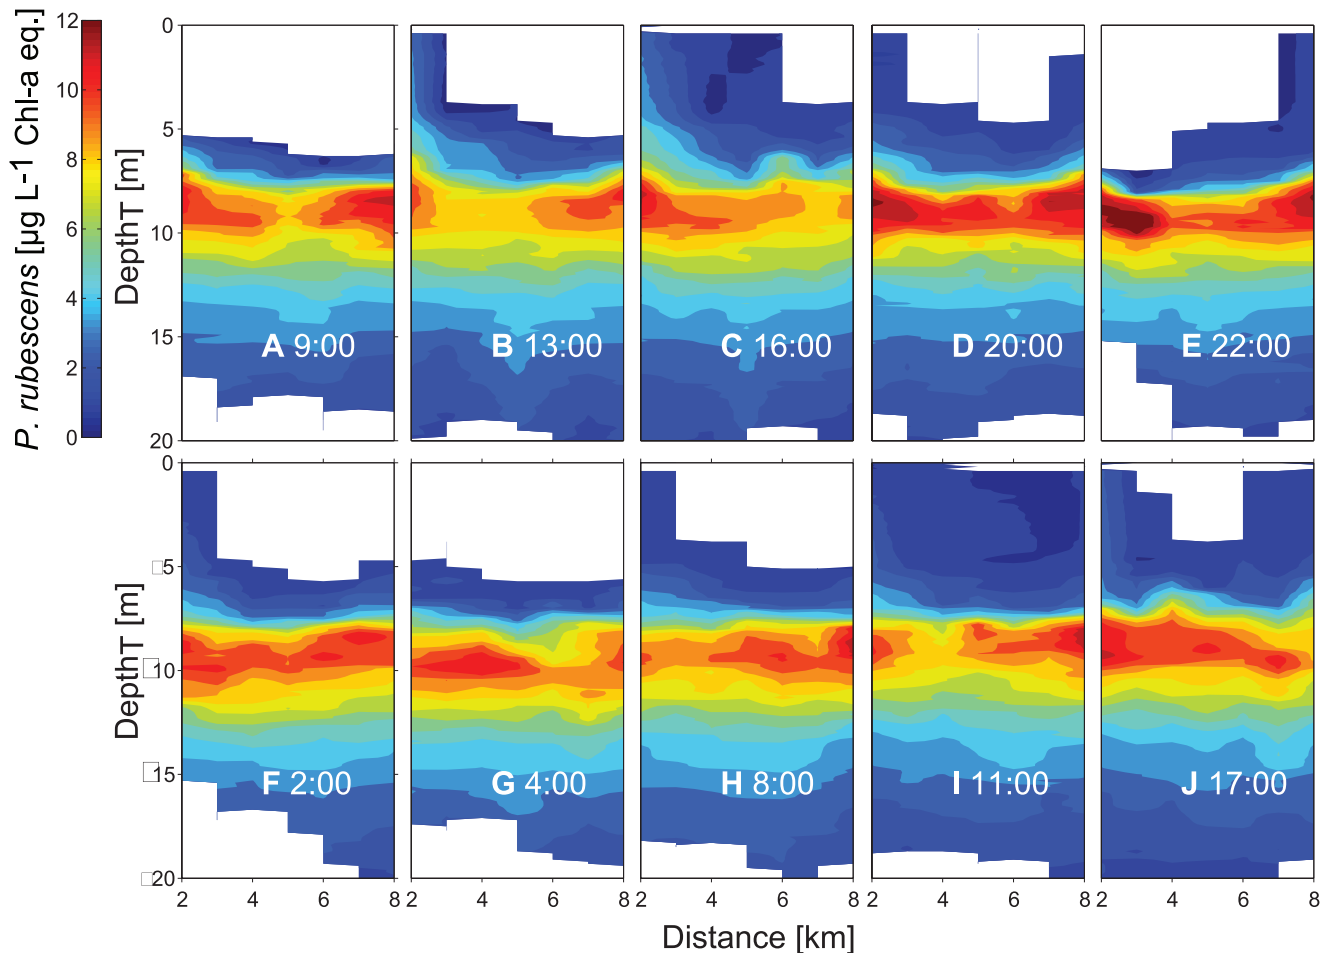 P. rubescens [µg L⁻¹ Chl-a eq.]
12
10
8
6
4
2
0
DepthT [m]
0
5
10
15
20
A 9:00
B 13:00
C 16:00
D 20:00
E 22:00
DepthT [m]
0
5
10
15
20
F 2:00
G 4:00
H 8:00
I 11:00
J 17:00
2 4 6 8 2 4 6 8 2 4 6 8 2 4 6 8 2 4 6 8
Distance [km]